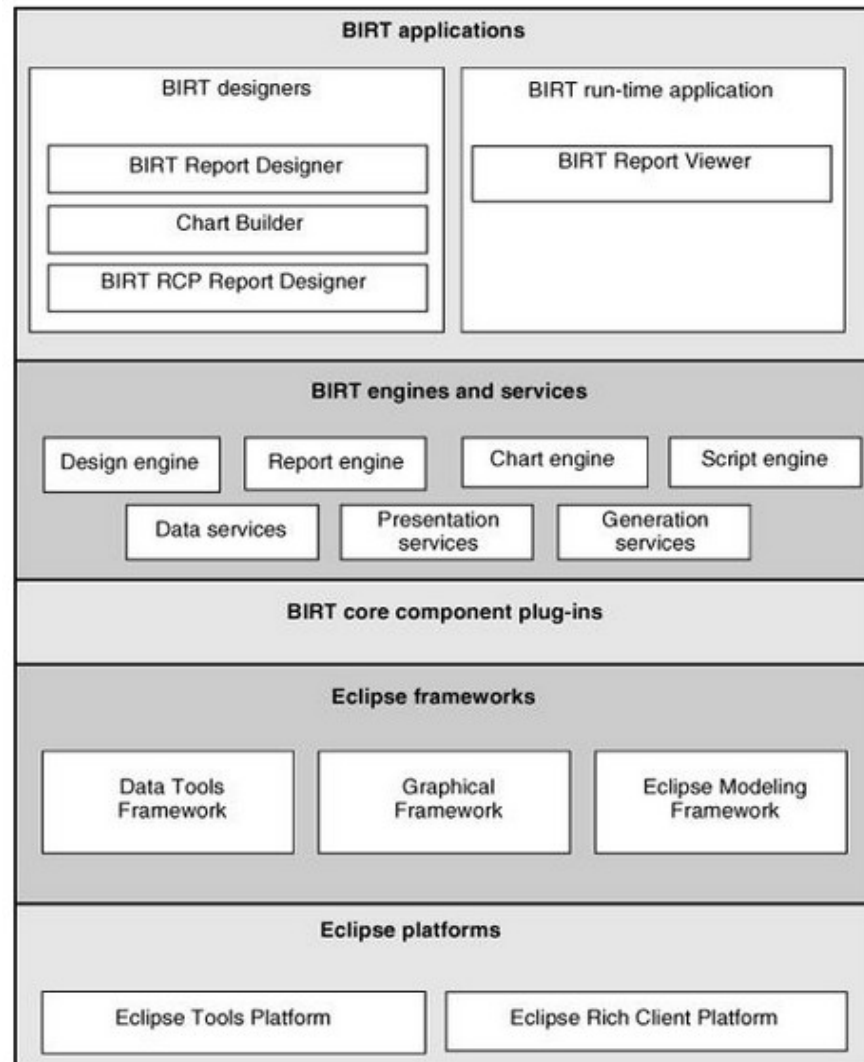 BIRT applications
BIRT designers
BIRT Report Designer
Chart Builder
BIRT RCP Report Designer
BIRT run-time application
BIRT Report Viewer
BIRT engines and services
Design engine
Report engine
Chart engine
Script engine
Data services
Presentation
services
Generation
services
BIRT core component plug-ins
Eclipse frameworks
Data Tools
Framework
Graphical
Framework
Eclipse Modeling
Framework
Eclipse platforms
Eclipse Tools Platform
Eclipse Rich Client Platform